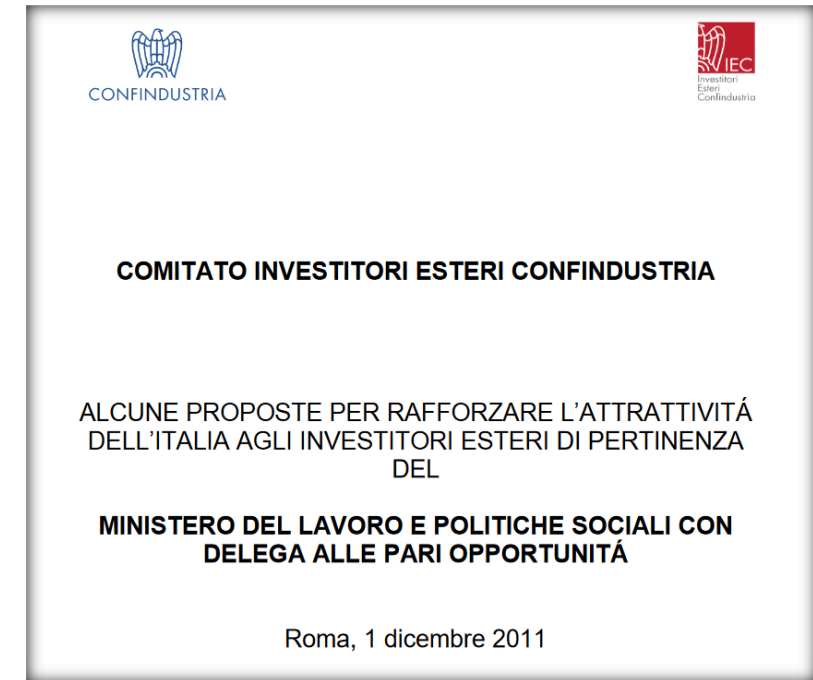 CONFINDUSTRIA
IEC
Investitori
Esteri
Confindustria
COMITATO INVESTITORI ESTERI CONFINDUSTRIA
ALCUNE PROPOSTE PER RAFFORZARE L’ATTRATTIVITÁ
DELL’ITALIA AGLI INVESTITORI ESTERI DI PERTINENZA
DEL
MINISTERO DEL LAVORO E POLITICHE SOCIALI CON
DELEGA ALLE PARI OPPORTUNITÁ
Roma, 1 dicembre 2011